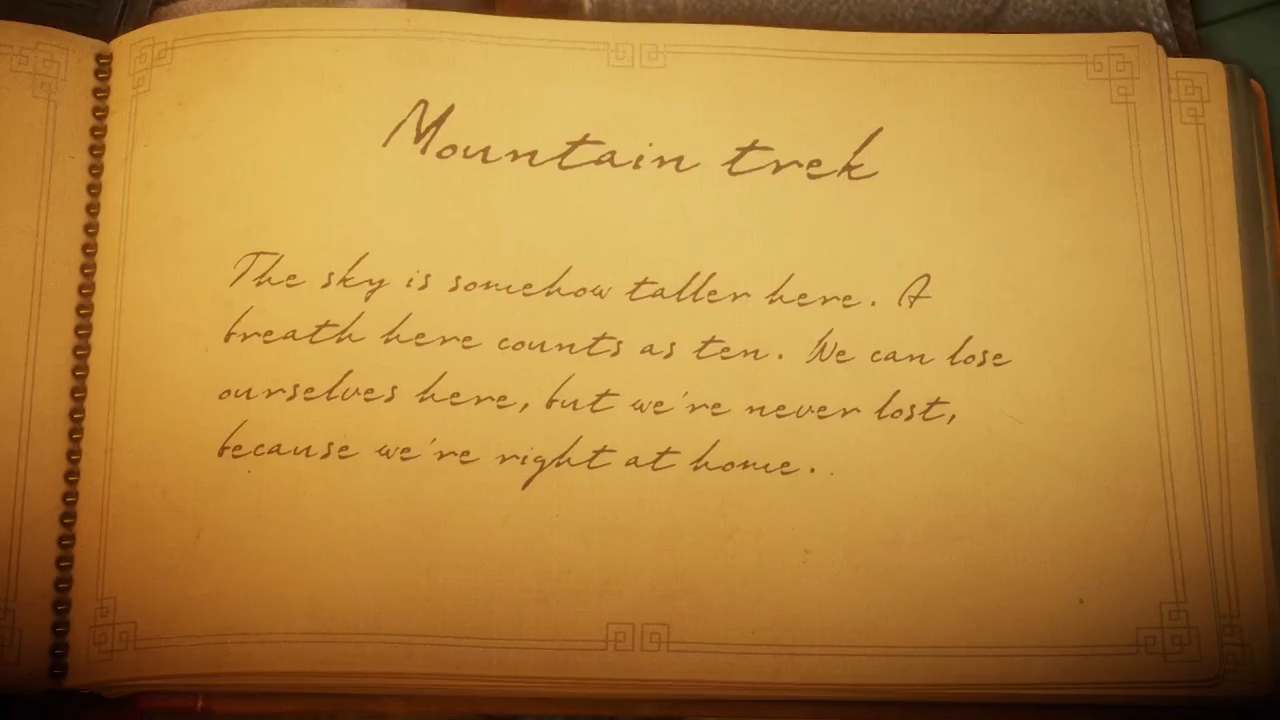 Mountain trek
The sky is somehow taller here. A
breath here counts as ten. We can lose
ourselves here, but we're never lost,
because we're right at home.